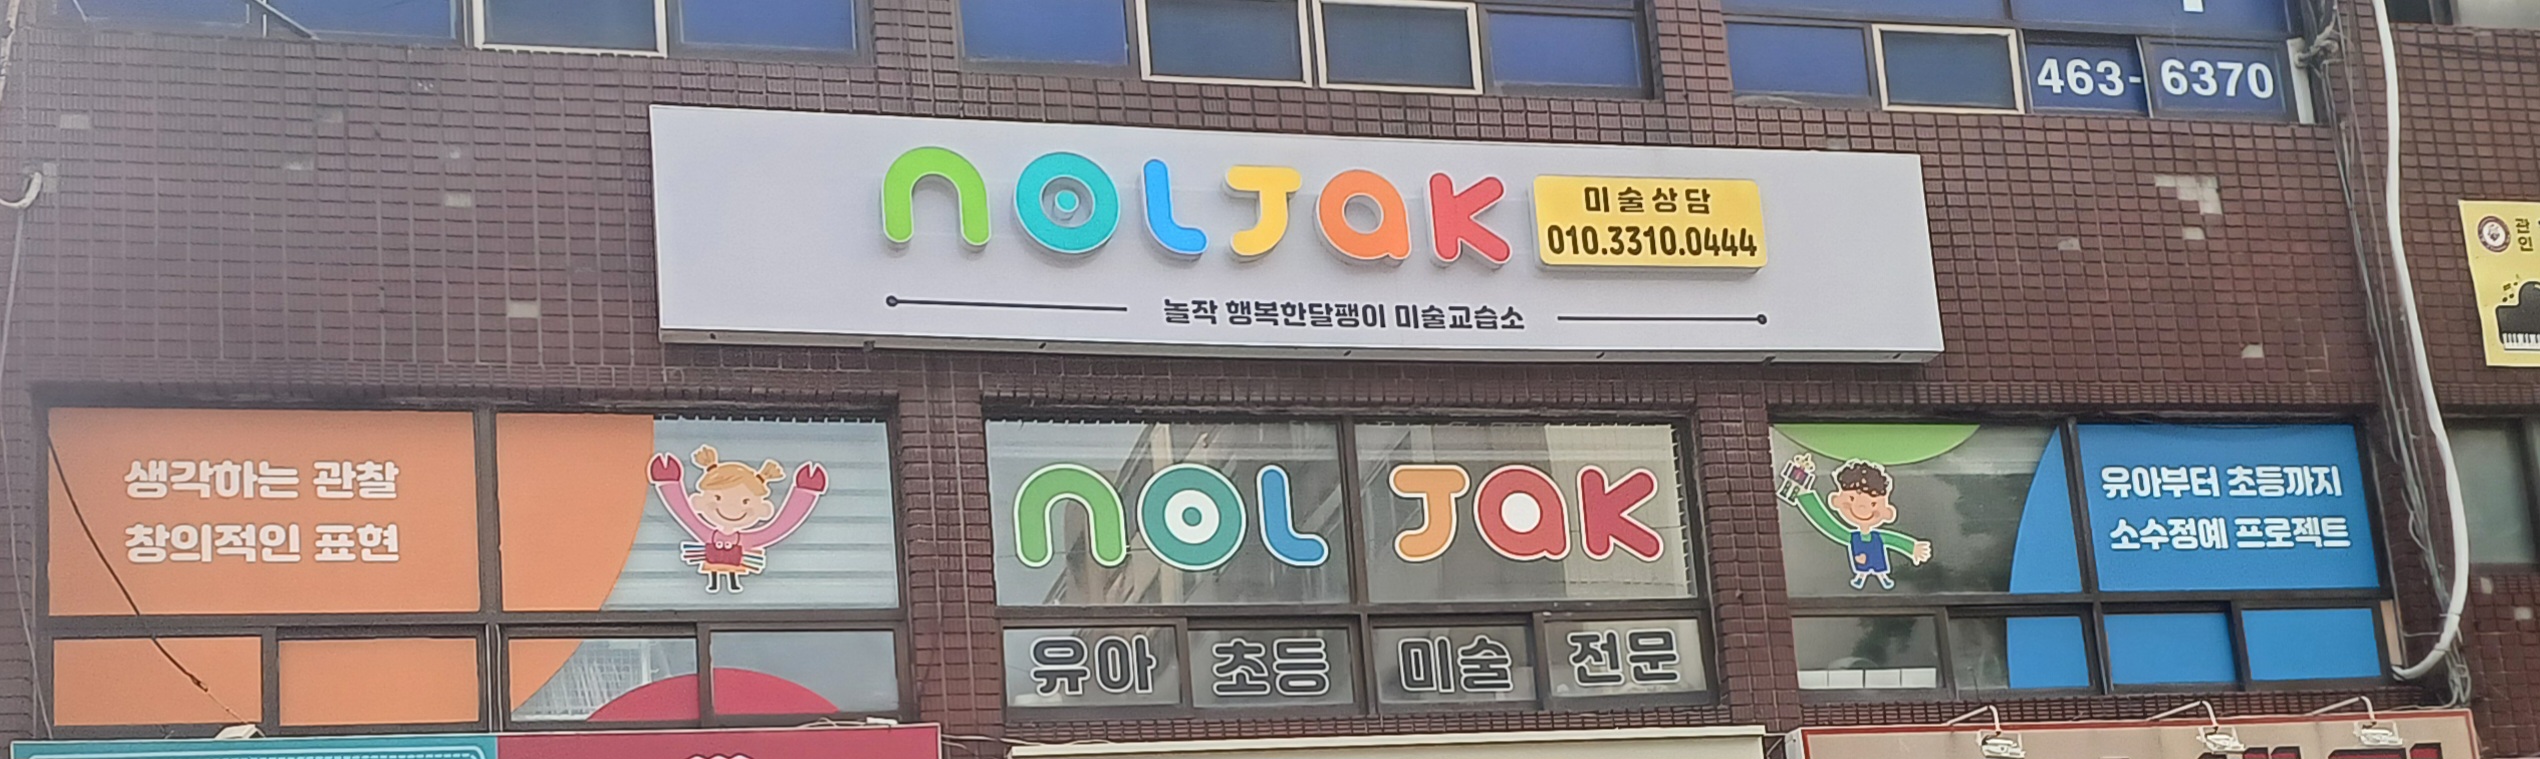 463-6370
NOLJAK
미술상담
010.3310.0444
놀작 행복한달팽이 미술교습소
관
인
생각하는 관찰
창의적인 표현
NOL JAK
유아 초등 미술 전문
유아부터 초등까지
소수정예 프로젝트